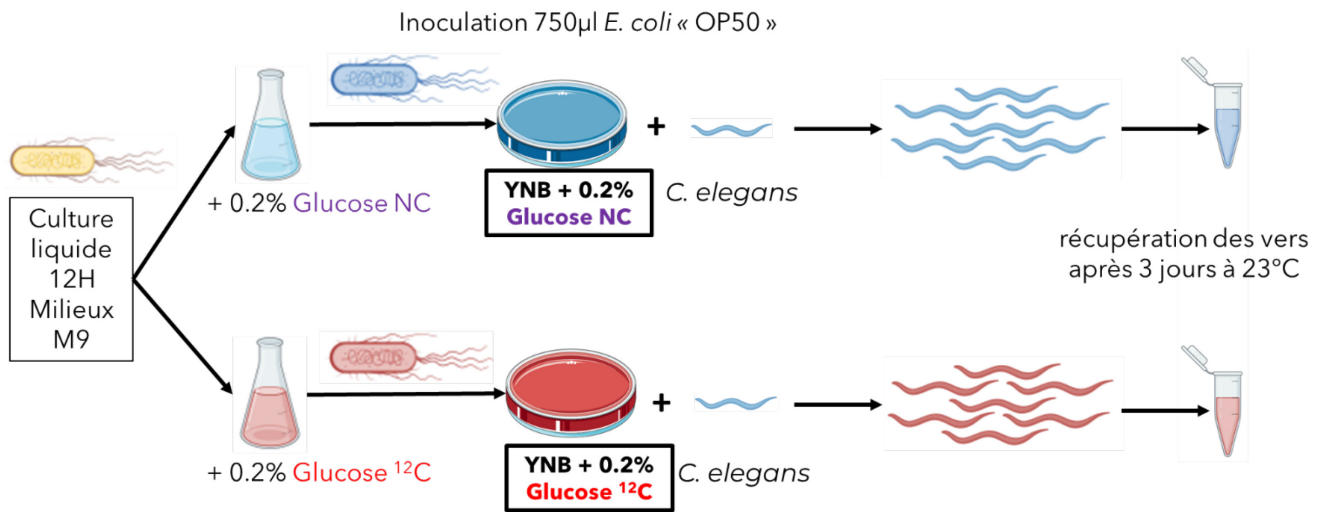 Inoculation 750µl E. coli « OP50 »
+ 0.2% Glucose NC
YNB + 0.2%
Glucose NC
+
C. elegans
Culture
liquide
12H
Milieux
M9
récupération des vers
après 3 jours à 23°C
+ 0.2% Glucose ¹²C
YNB + 0.2%
Glucose ¹²C
+
C. elegans